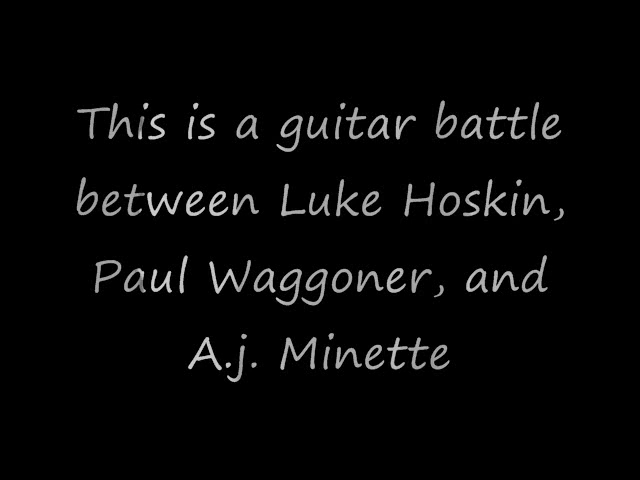 This is a guitar battle
between Luke Hoskin,
Paul Waggoner, and
A.j. Minette